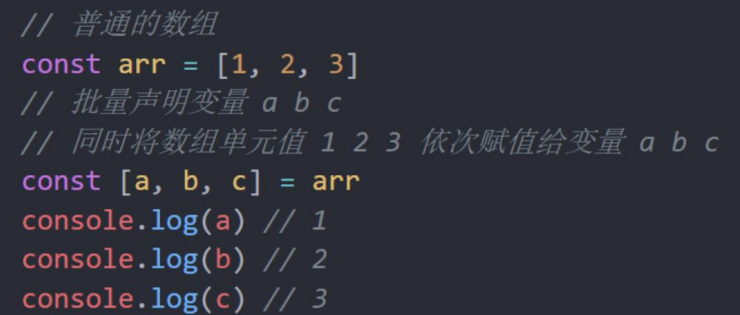 // 普通的数组
const arr = [1, 2, 3]
// 批量声明变量 a b c
// 同时将数组单元值 1 2 3 依次赋值给变量 a b c
const [a, b, c] = arr
console.log(a) // 1
console.log(b) // 2
console.log(c) // 3